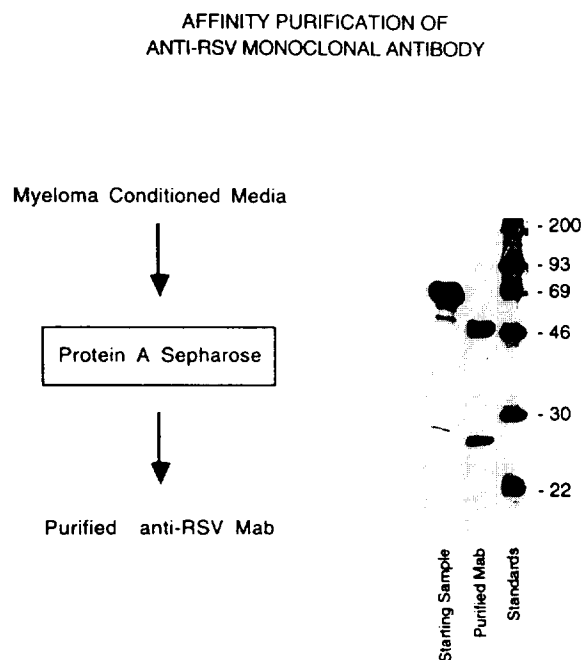 AFFINITY PURIFICATION OF
ANTI-RSV MONOCLONAL ANTIBODY
Myeloma Conditioned Media
Protein A Sepharose
Purified anti-RSV Mab
- 200
- 93
- 69
- 46
- 30
- 22
Starting Sample
Purified Mab
Standards